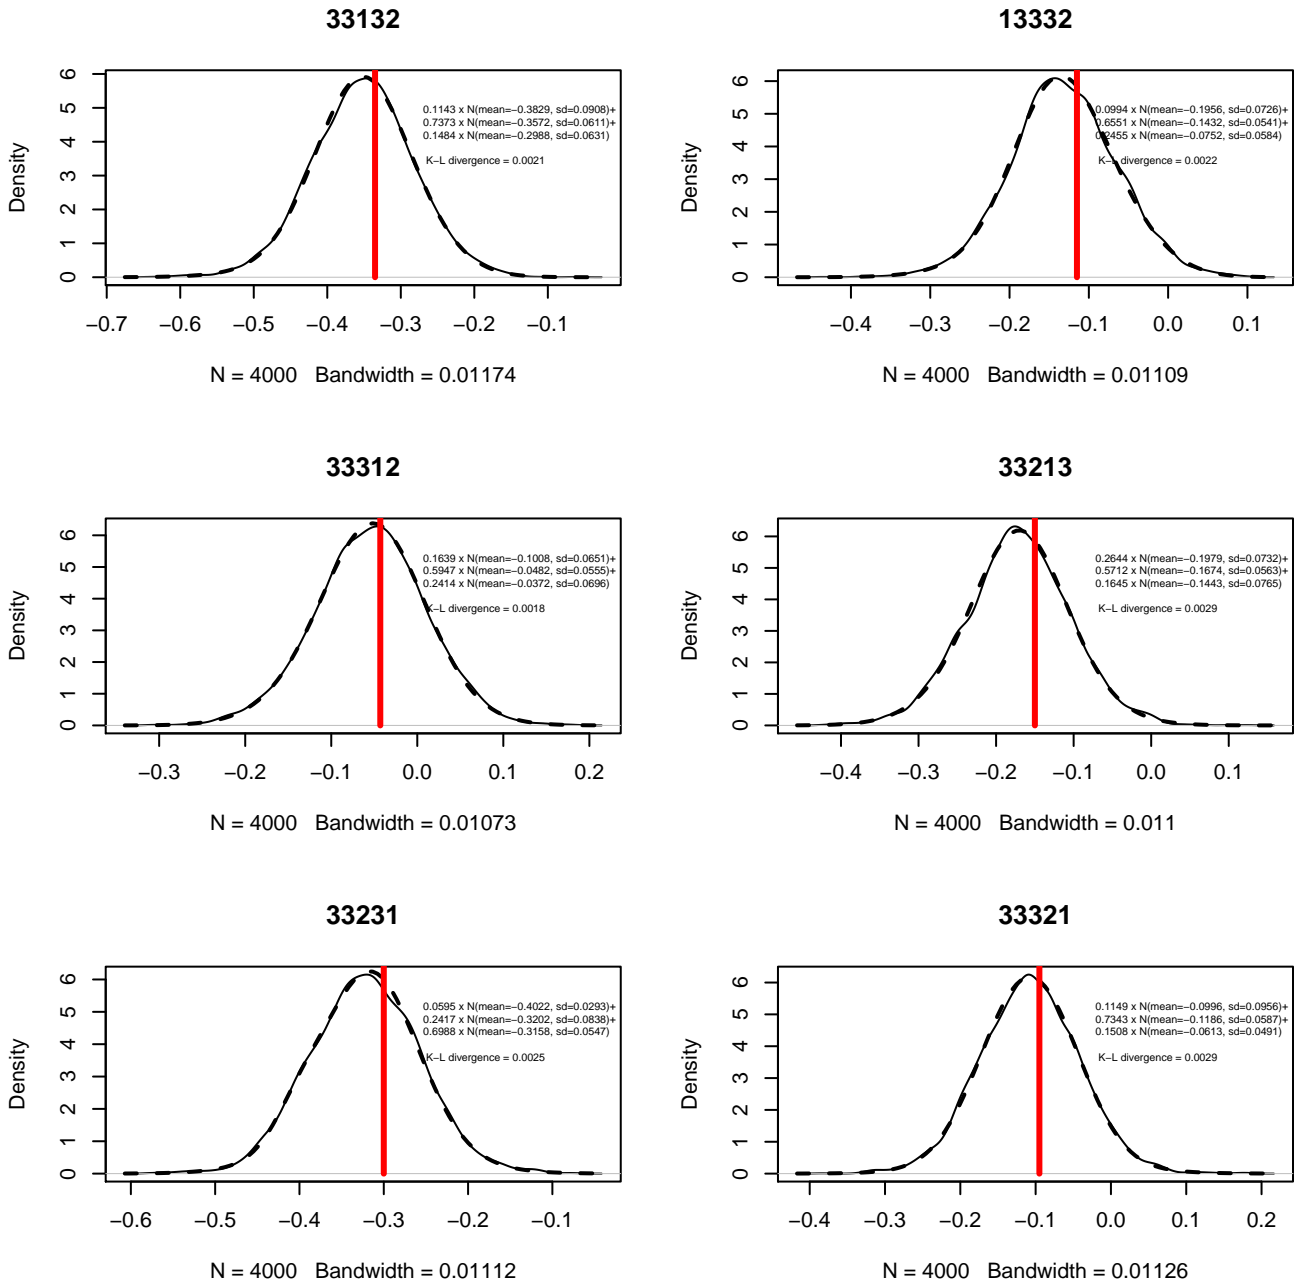 33132
Density
0 1 2 3 4 5 6
0.1143 x N(mean=−0.3829, sd=0.0908)+
0.7373 x N(mean=−0.3572, sd=0.0611)+
0.1484 x N(mean=−0.2988, sd=0.0631)
K−L divergence = 0.0021
−0.7 −0.6 −0.5 −0.4 −0.3 −0.2 −0.1
N = 4000 Bandwidth = 0.01174
13332
Density
0 1 2 3 4 5 6
0.0994 x N(mean=−0.1956, sd=0.0726)+
0.6551 x N(mean=−0.1432, sd=0.0541)+
0.2455 x N(mean=−0.0752, sd=0.0584)
K−L divergence = 0.0022
−0.4 −0.3 −0.2 −0.1 0.0 0.1
N = 4000 Bandwidth = 0.01109
33312
Density
0 1 2 3 4 5 6
0.1639 x N(mean=−0.1008, sd=0.0651)+
0.5947 x N(mean=−0.0482, sd=0.0555)+
0.2414 x N(mean=−0.0372, sd=0.0696)
K−L divergence = 0.0018
−0.3 −0.2 −0.1 0.0 0.1 0.2
N = 4000 Bandwidth = 0.01073
33213
Density
0 1 2 3 4 5 6
0.2644 x N(mean=−0.1979, sd=0.0732)+
0.5712 x N(mean=−0.1674, sd=0.0563)+
0.1645 x N(mean=−0.1443, sd=0.0765)
K−L divergence = 0.0029
−0.4 −0.3 −0.2 −0.1 0.0 0.1
N = 4000 Bandwidth = 0.011
33231
Density
0 1 2 3 4 5 6
0.0595 x N(mean=−0.4022, sd=0.0293)+
0.2417 x N(mean=−0.3202, sd=0.0838)+
0.6988 x N(mean=−0.3158, sd=0.0547)
K−L divergence = 0.0025
−0.6 −0.5 −0.4 −0.3 −0.2 −0.1
N = 4000 Bandwidth = 0.01112
33321
Density
0 1 2 3 4 5 6
0.1149 x N(mean=−0.0996, sd=0.0956)+
0.7343 x N(mean=−0.1186, sd=0.0587)+
0.1508 x N(mean=−0.0613, sd=0.0491)
K−L divergence = 0.0029
−0.4 −0.3 −0.2 −0.1 0.0 0.1 0.2
N = 4000 Bandwidth = 0.01126